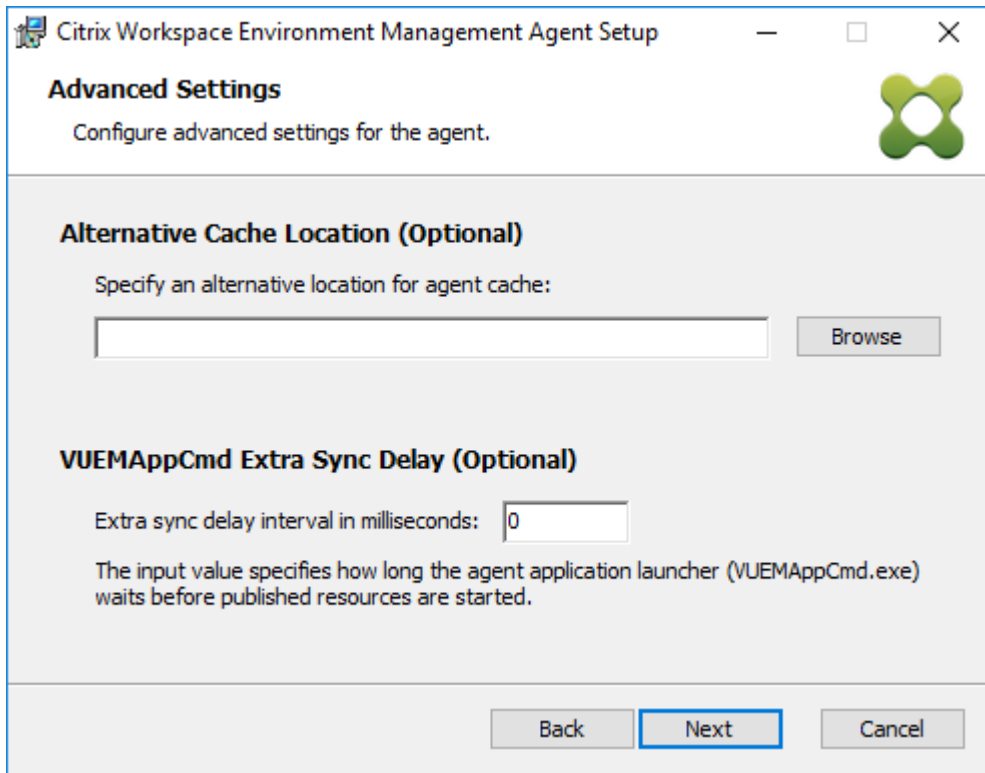 Citrix Workspace Environment Management Agent Setup
Advanced Settings
Configure advanced settings for the agent.
Alternative Cache Location (Optional)
Specify an alternative location for agent cache:
Browse
VUEMAppCmd Extra Sync Delay (Optional)
Extra sync delay interval in milliseconds: 0
The input value specifies how long the agent application launcher (VUEMAppCmd.exe)
waits before published resources are started.
Back Next Cancel